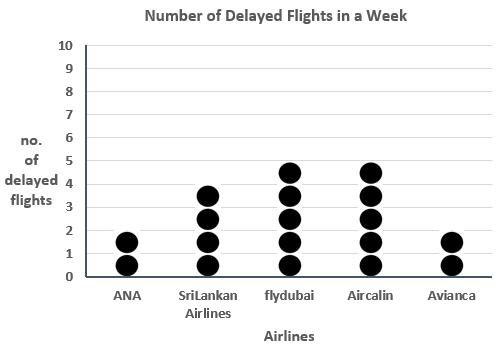 Number of Delayed Flights in a Week
10
9
8
7
6
5
4
3
2
1
0
no.
of
delayed
flights
ANA
SriLankan
Airlines
flydubai
Aircalin
Avianca
Airlines